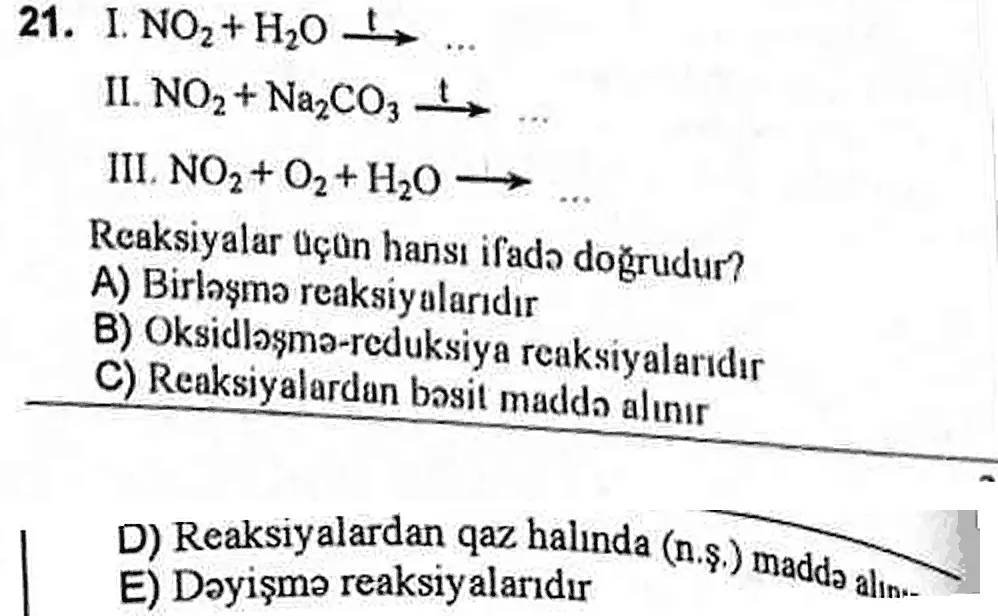 21. I. NO₂ + H₂O —t→ ...
II. NO₂ + Na₂CO₃ —t→ ...
III. NO₂ + O₂ + H₂O ⟶ ...
Reaksiyalar üçün hansı ifadə doğrudur?
A) Birləşmə reaksiyalarıdır
B) Oksidləşmə-reduksiya reaksiyalarıdır
C) Reaksiyalardan bəsit maddə alınır
D) Reaksiyalardan qaz halında (n.ş.) maddə
E) Dəyişmə reaksiyalarıdır